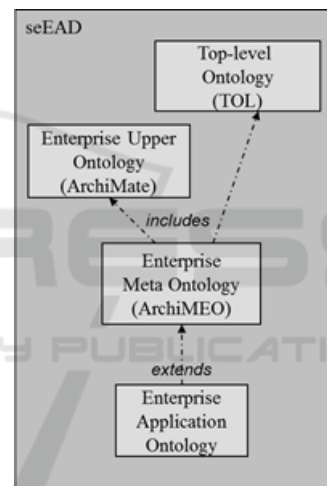 seEAD
Top-level
Ontology
(TOL)
Enterprise Upper
Ontology
(ArchiMate)
includes
Enterprise
Meta Ontology
(ArchiMEO)
extends
Enterprise
Application
Ontology